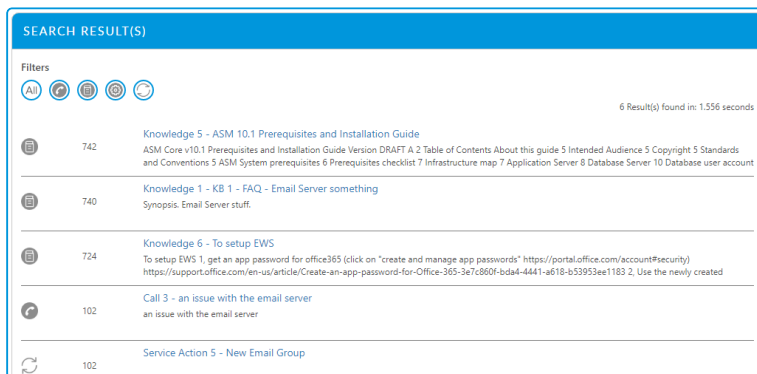 SEARCH RESULT(S)
Filters
All
6 Result(s) found in: 1.556 seconds
742
Knowledge 5 - ASM 10.1 Prerequisites and Installation Guide
ASM Core v10.1 Prerequisites and Installation Guide Version DRAFT A 2 Table of Contents About this guide 5 Intended Audience 5 Copyright 5 Standards
and Conventions 5 ASM System prerequisites 6 Prerequisites checklist 7 Infrastructure map 7 Application Server 8 Database Server 10 Database user account
740
Knowledge 1 - KB 1 - FAQ - Email Server something
Synopsis. Email Server stuff.
724
Knowledge 6 - To setup EWS
To setup EWS 1, get an app password for office365 (click on "create and manage app passwords" https://portal.office.com/account#security)
https://support.office.com/en-us/article/Create-an-app-password-for-Office-365-3e7c860f-bda4-4441-a618-b53953ee1183 2, Use the newly created
102
Call 3 - an issue with the email server
an issue with the email server
102
Service Action 5 - New Email Group